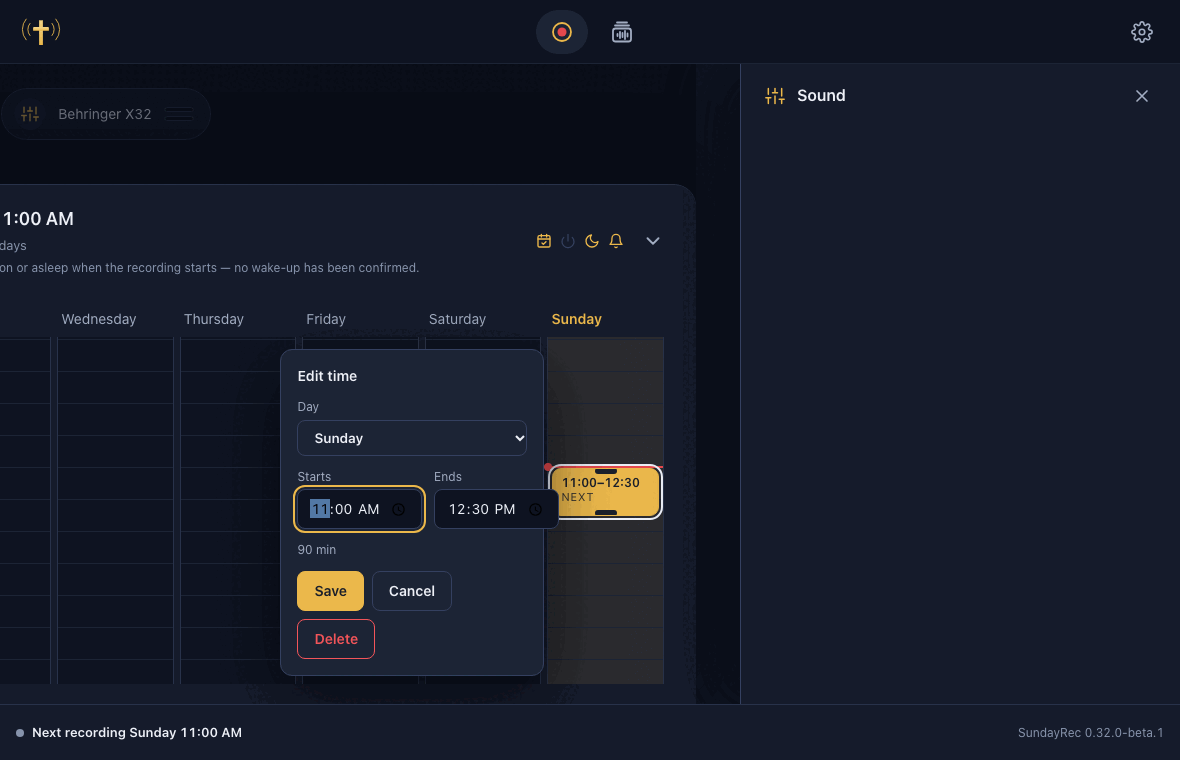 Behringer X32
Sound
1:00 AM
days
on or asleep when the recording starts — no wake-up has been confirmed.
Wednesday Thursday Friday Saturday Sunday
Edit time
Day
Sunday
Starts Ends
11:00 AM 12:30 PM
11:00–12:30
NEXT
90 min
Save Cancel
Delete
Next recording Sunday 11:00 AM
SundayRec 0.32.0-beta.1